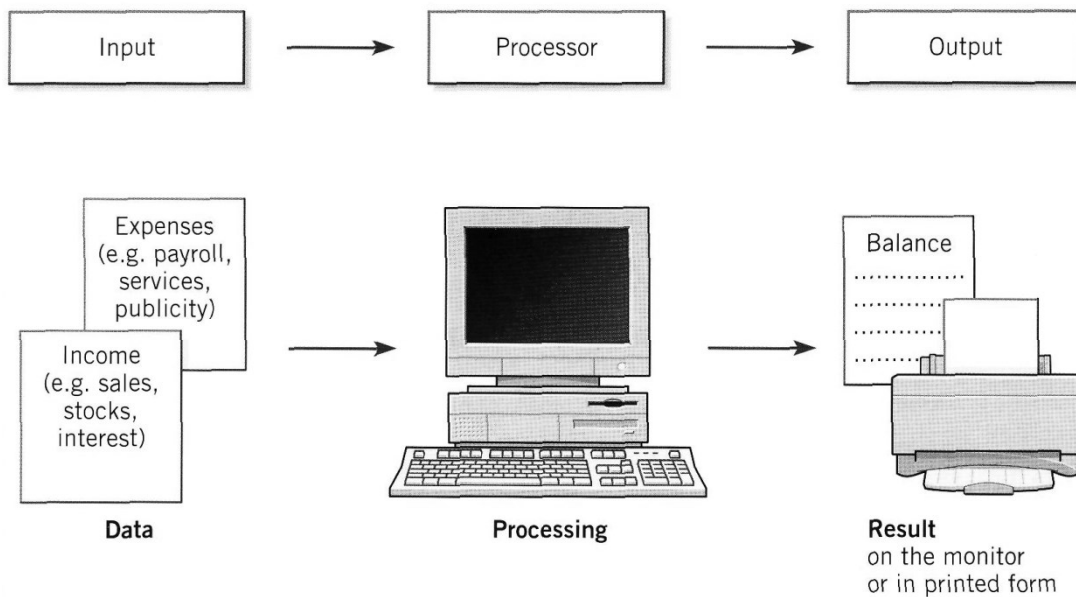 Input
Processor
Output
Expenses
(e.g. payroll,
services,
publicity)
Income
(e.g. sales,
stocks,
interest)
Balance
Data
Processing
Result
on the monitor
or in printed form